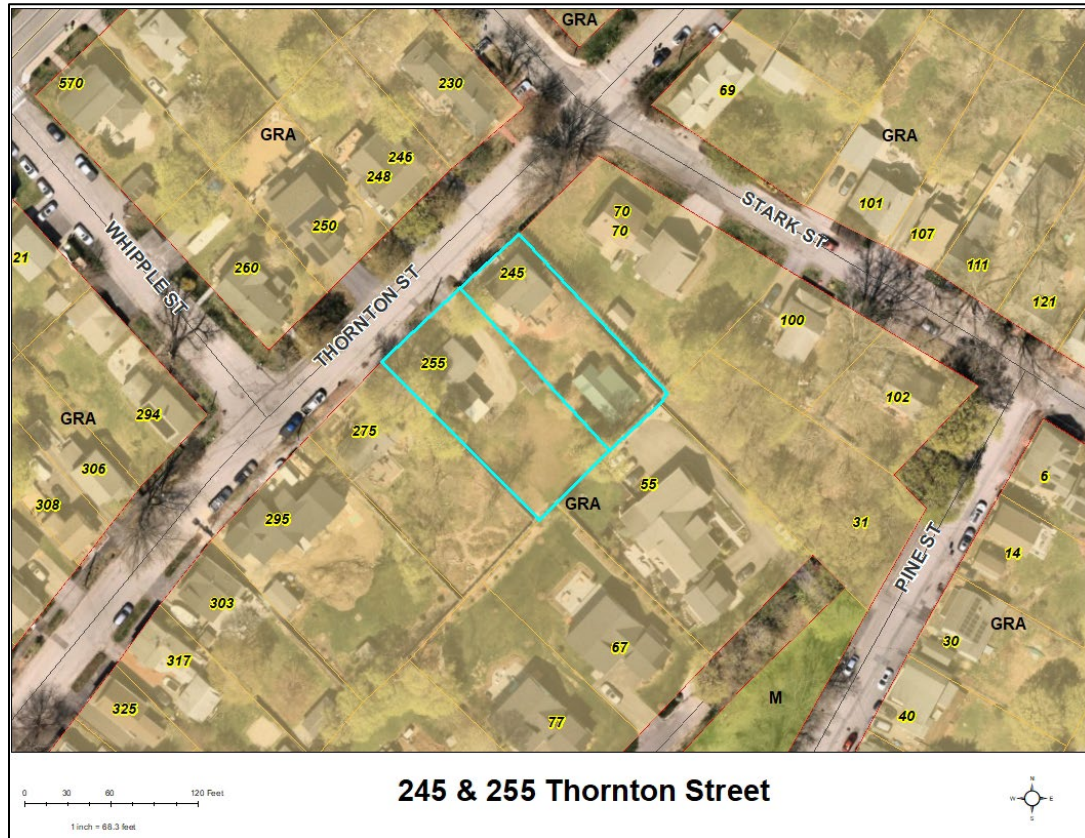 GRA
570
230
69
GRA
GRA
246
248
101
70
70
STARK ST
107
250
21
WHIPPLE ST
260
THORNTON ST
245
111
121
100
255
102
294
GRA
275
306
6
308
295
55
GRA
31
PINE ST
14
303
30
GRA
67
317
M
325
77
40
0 30 60 120 Feet
1 inch = 68.3 feet
245 & 255 Thornton Street
N
W E
S